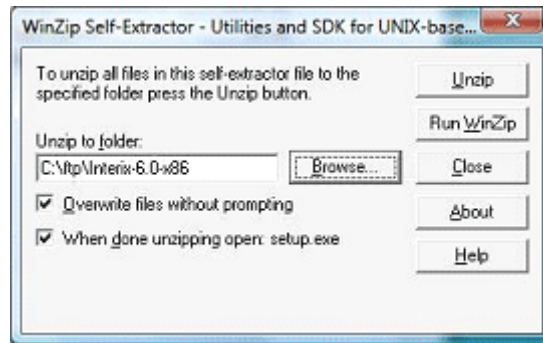 WinZip Self-Extractor - Utilities and SDK for UNIX-base...
To unzip all files in this self-extractor file to the
specified folder press the Unzip button.
Unzip to folder:
C:\ftp\Interix-6.0-x86
Browse...
Overwrite files without prompting
When done unzipping open: setup.exe
Unzip
Run WinZip
Close
About
Help